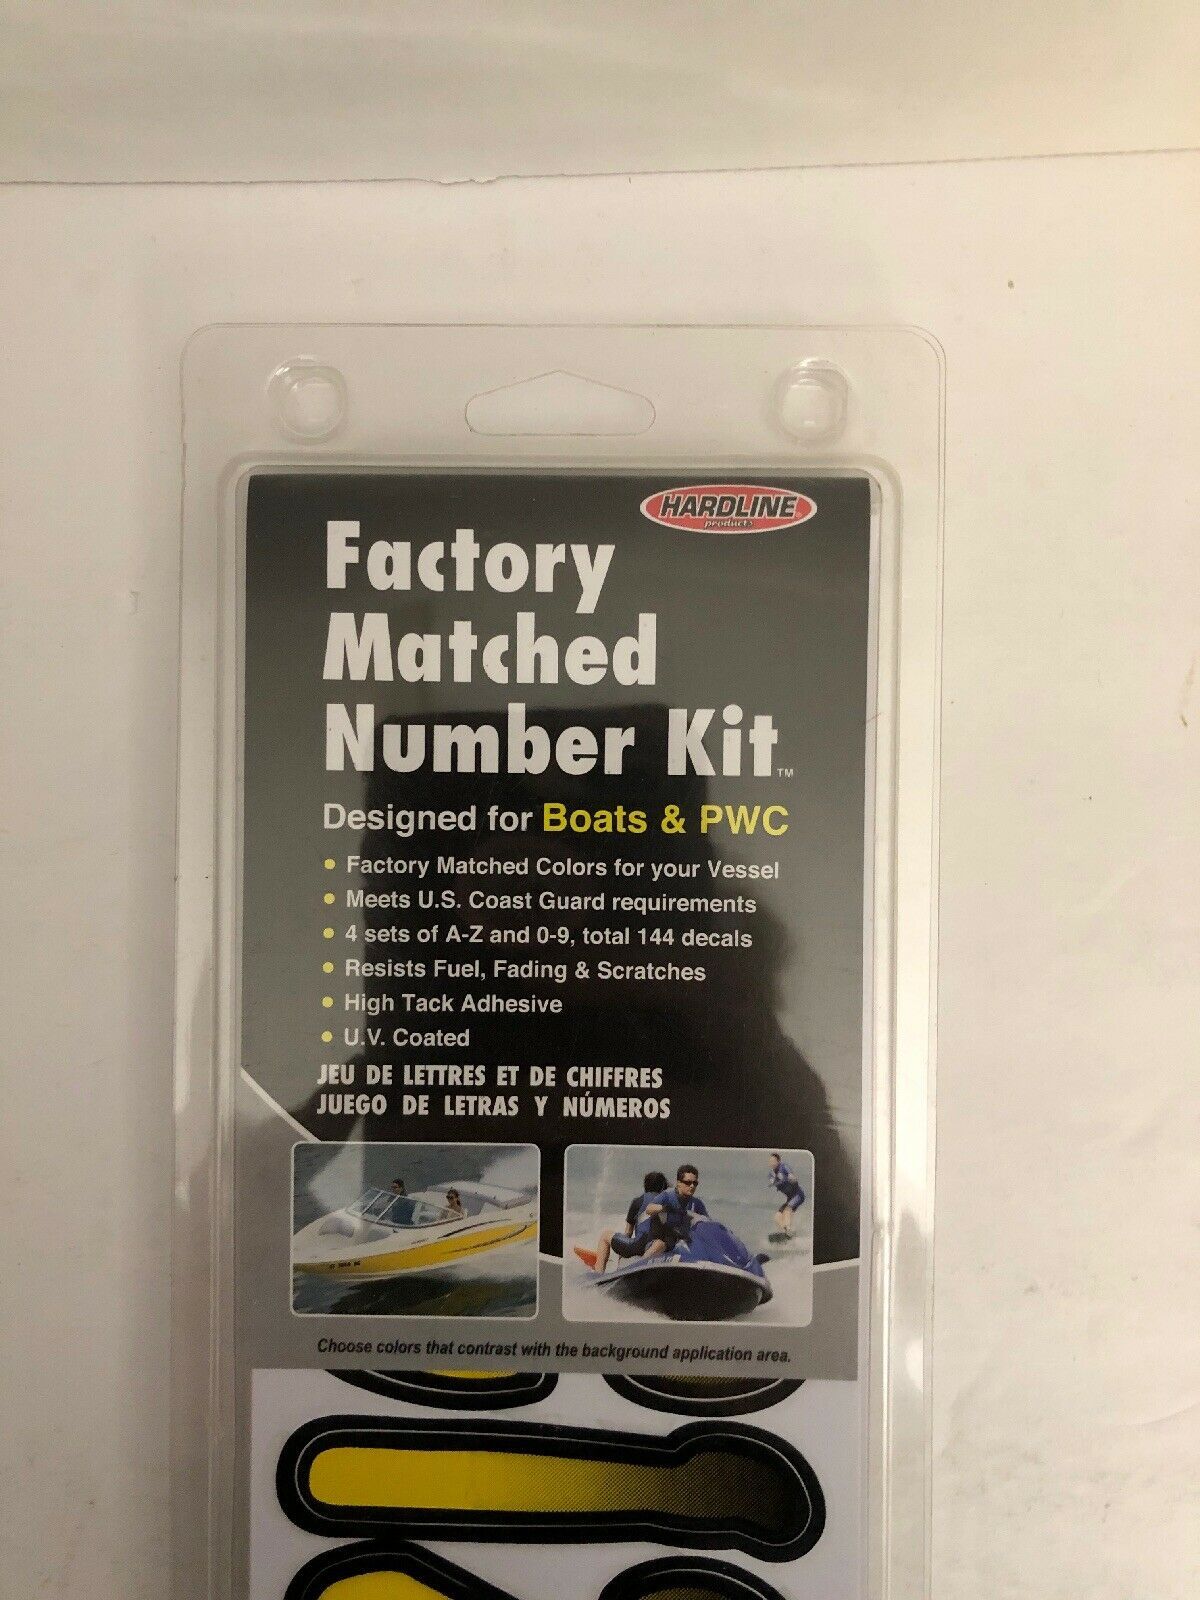 HARDLINE®
products
Factory
Matched
Number Kit™
Designed for Boats & PWC
• Factory Matched Colors for your Vessel
• Meets U.S. Coast Guard requirements
• 4 sets of A-Z and 0-9, total 144 decals
• Resists Fuel, Fading & Scratches
• High Tack Adhesive
• U.V. Coated
JEU DE LETTRES ET DE CHIFFRES
JUEGO DE LETRAS Y NÚMEROS
Choose colors that contrast with the background application area.